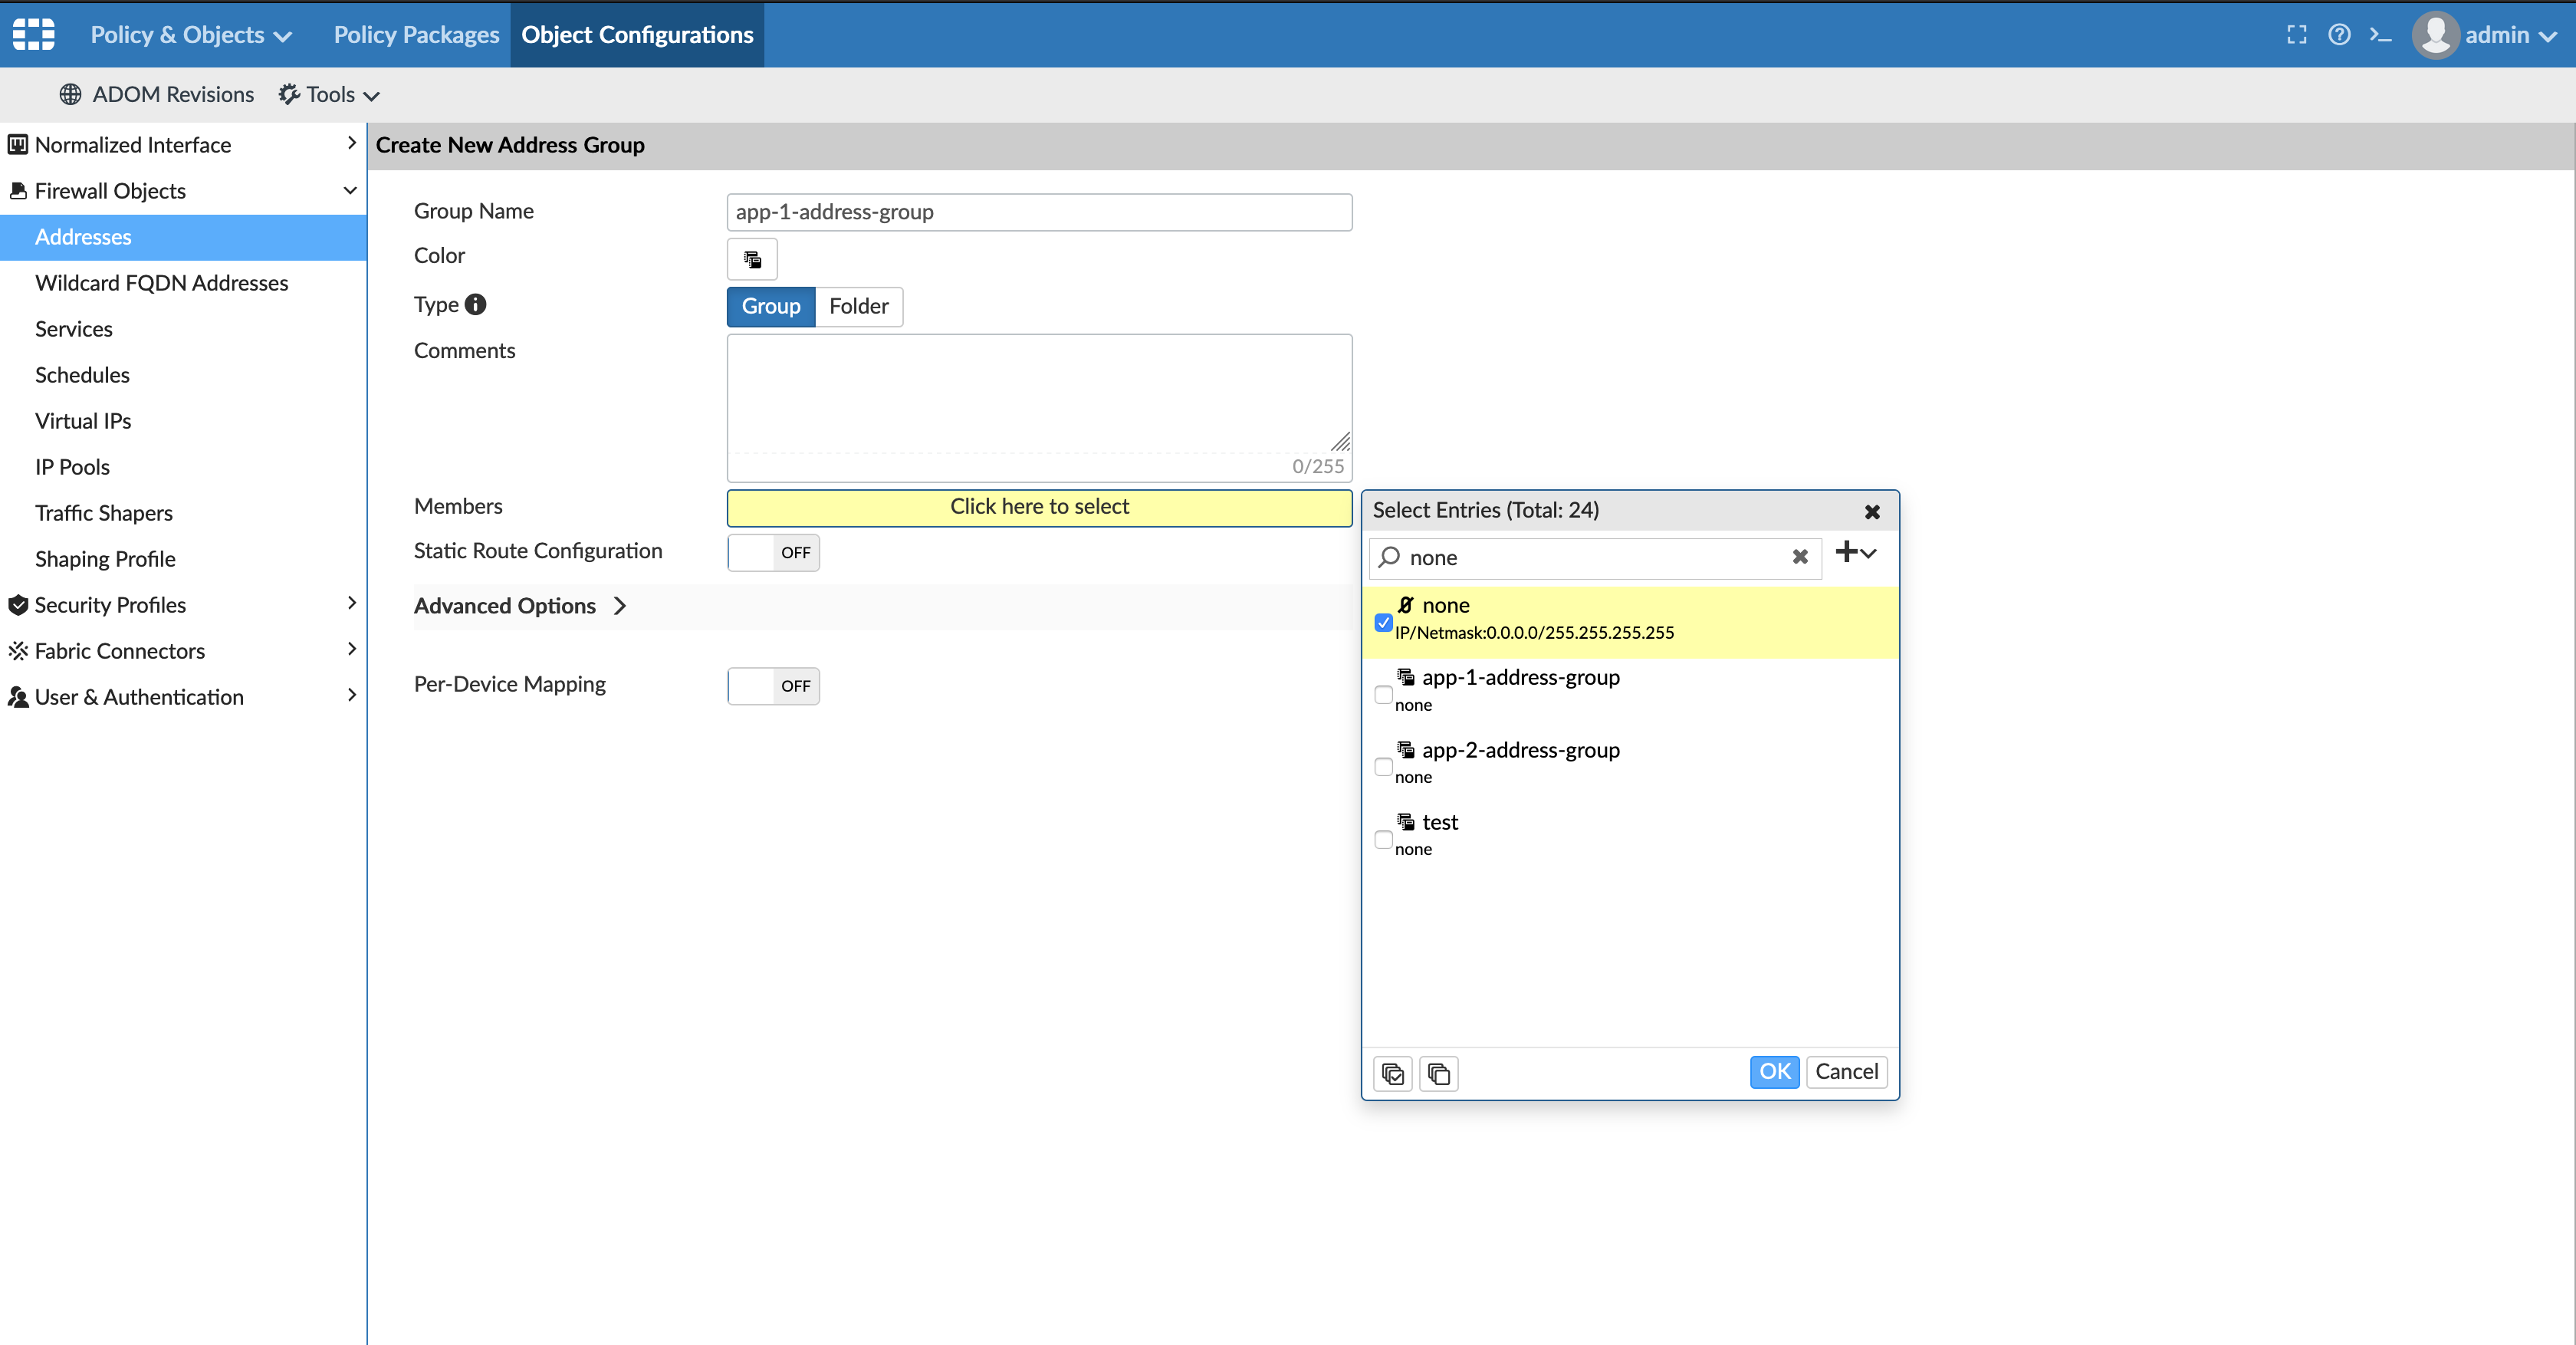 Policy & Objects Policy Packages Object Configurations admin
ADOM Revisions Tools
Normalized Interface
Firewall Objects
Addresses
Wildcard FQDN Addresses
Services
Schedules
Virtual IPs
IP Pools
Traffic Shapers
Shaping Profile
Security Profiles
Fabric Connectors
User & Authentication
Create New Address Group
Group Name app-1-address-group
Color
Type Group Folder
Comments
0/255
Members Click here to select
Static Route Configuration OFF
Advanced Options
Per-Device Mapping OFF
Select Entries (Total: 24)
none
none
IP/Netmask:0.0.0.0/255.255.255.255
app-1-address-group
none
app-2-address-group
none
test
none
OK Cancel